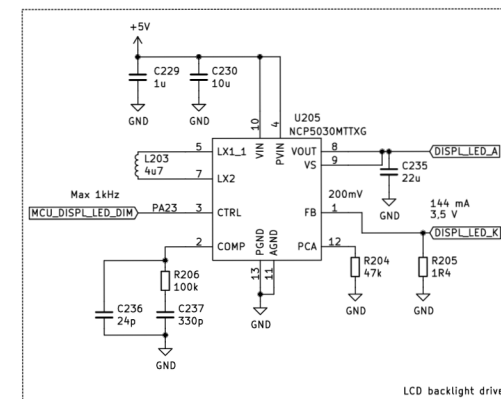 +5V
C229
1u
C230
10u
GND
GND
U205
NCP5030MTTXG
10
VIN
4
PVIN
5
LX1_1
L203
4u7
7
LX2
VOUT
8
VS
9
DISPL_LED_A
C235
22u
GND
Max 1kHz
MCU_DISPL_LED_DIM
PA23
3
CTRL
200mV
FB
1
144 mA
3,5 V
DISPL_LED_K
2
COMP
PGND
13
AGND
11
PCA
12
R204
47k
R205
1R4
R206
100k
C236
24p
C237
330p
GND
GND
GND
GND
LCD backlight drive